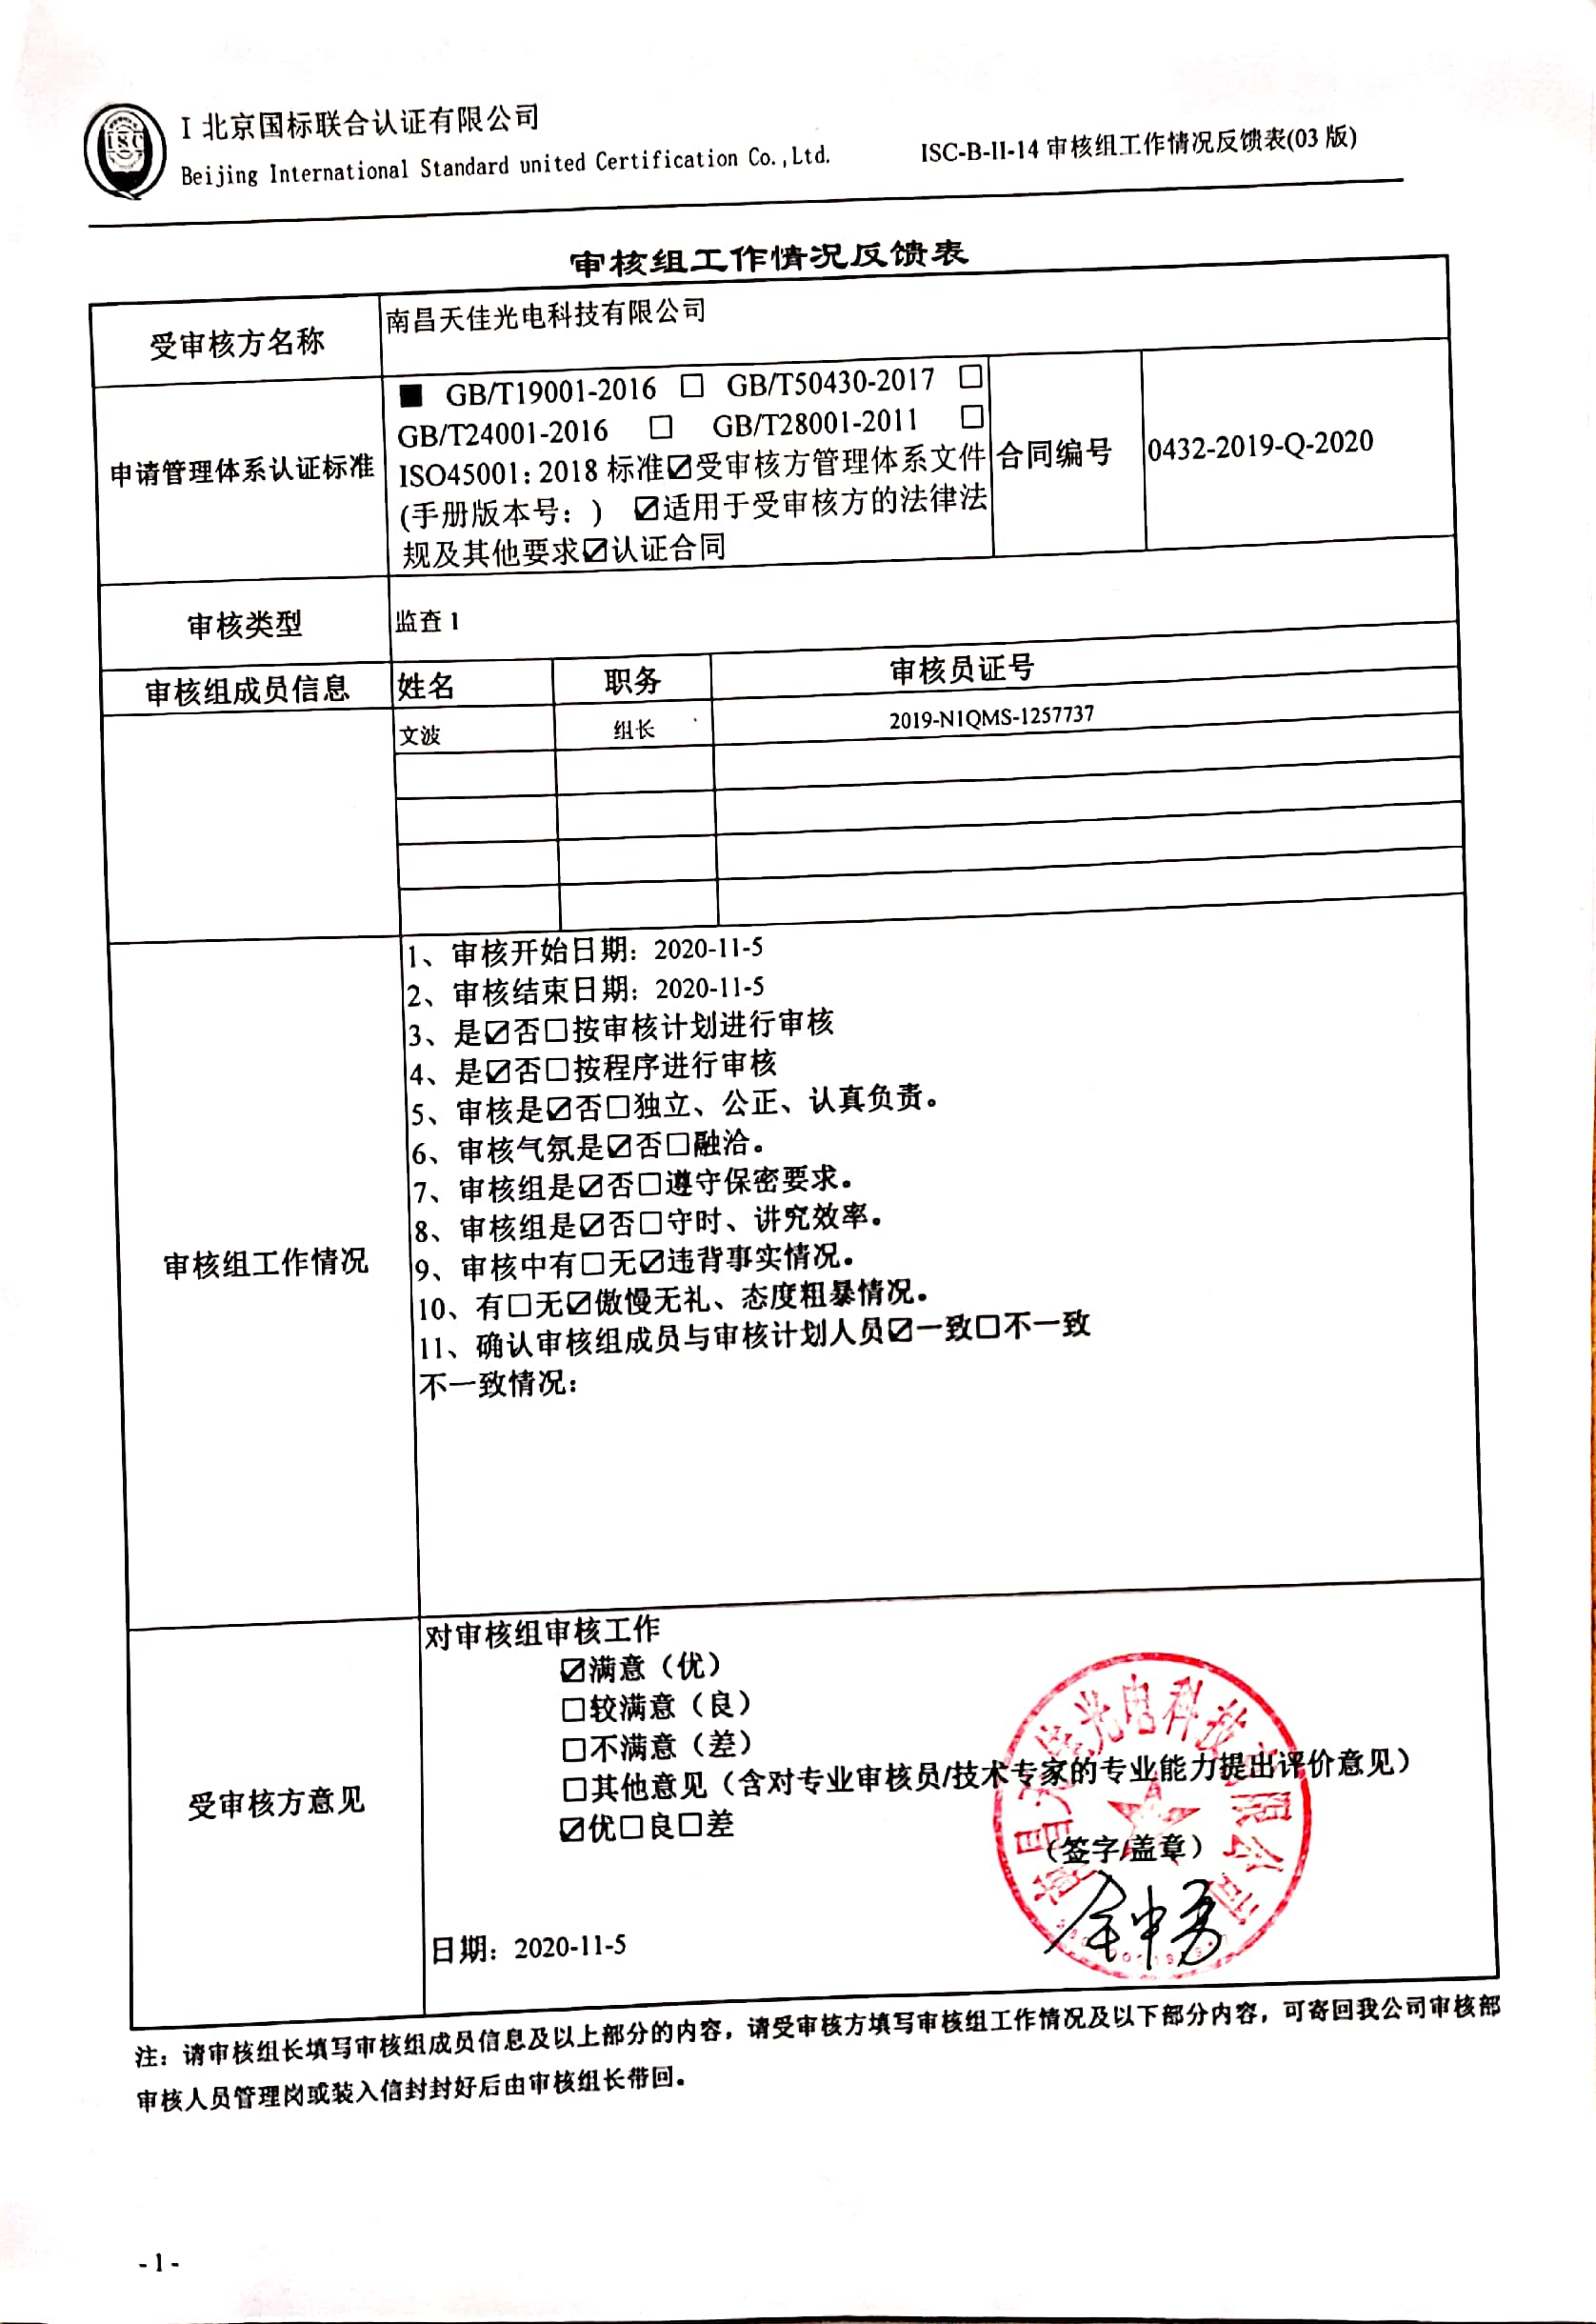 I 北京国标联合认证有限公司
Beijing International Standard united Certification Co.,Ltd.
ISC-B-II-14 审核组工作情况反馈表(03 版)
ISC
审核组工作情况反馈表
受审核方名称
南昌天佳光电科技有限公司
申请管理体系认证标准
■ GB/T19001-2016 □ GB/T50430-2017 □
GB/T24001-2016 □ GB/T28001-2011 □
ISO45001:2018 标准☑受审核方管理体系文件
(手册版本号: ) ☑适用于受审核方的法律法
规及其他要求☑认证合同
合同编号
0432-2019-Q-2020
审核类型
监查 1
审核组成员信息
姓名 职务 审核员证号
文波 组长 2019-N1QMS-1257737
审核组工作情况
1、审核开始日期: 2020-11-5
2、审核结束日期: 2020-11-5
3、是☑否□按审核计划进行审核
4、是☑否□按程序进行审核
5、审核是☑否□独立、公正、认真负责。
6、审核气氛是☑否□融洽。
7、审核组是☑否□遵守保密要求。
8、审核组是☑否□守时、讲究效率。
9、审核中有□无☑违背事实情况。
10、有□无☑傲慢无礼、态度粗暴情况。
11、确认审核组成员与审核计划人员☑一致□不一致
不一致情况:
受审核方意见
对审核组审核工作
☑满意（优）
□较满意（良）
□不满意（差）
□其他意见（含对专业审核员/技术专家的专业能力提出评价意见）
☑优□良□差
（签字/盖章）
南昌天佳光电科技有限公司
日期: 2020-11-5
注: 请审核组长填写审核组成员信息及以上部分的内容，请受审核方填写审核组工作情况及以下部分内容，可寄回我公司审核部
审核人员管理岗或装入信封封好后由审核组长带回。
- 1 -